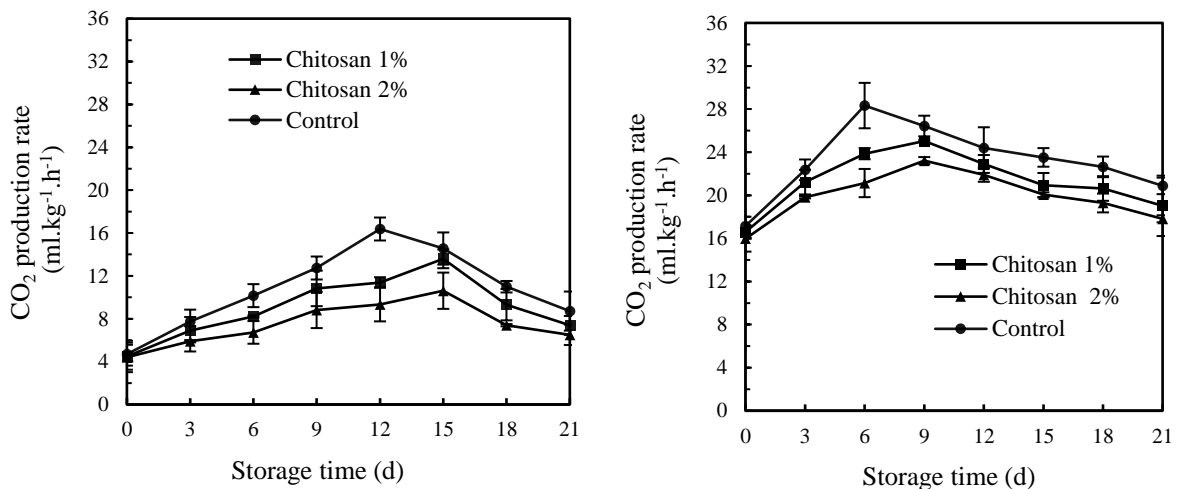 36
32
28
24
20
16
12
8
4
0
CO₂ production rate
(ml.kg⁻¹.h⁻¹)
Chitosan 1%
Chitosan 2%
Control
0 3 6 9 12 15 18 21
Storage time (d)
36
32
28
24
20
16
12
8
4
0
CO₂ production rate
(ml.kg⁻¹.h⁻¹)
Chitosan 1%
Chitosan 2%
Control
0 3 6 9 12 15 18 21
Storage time (d)